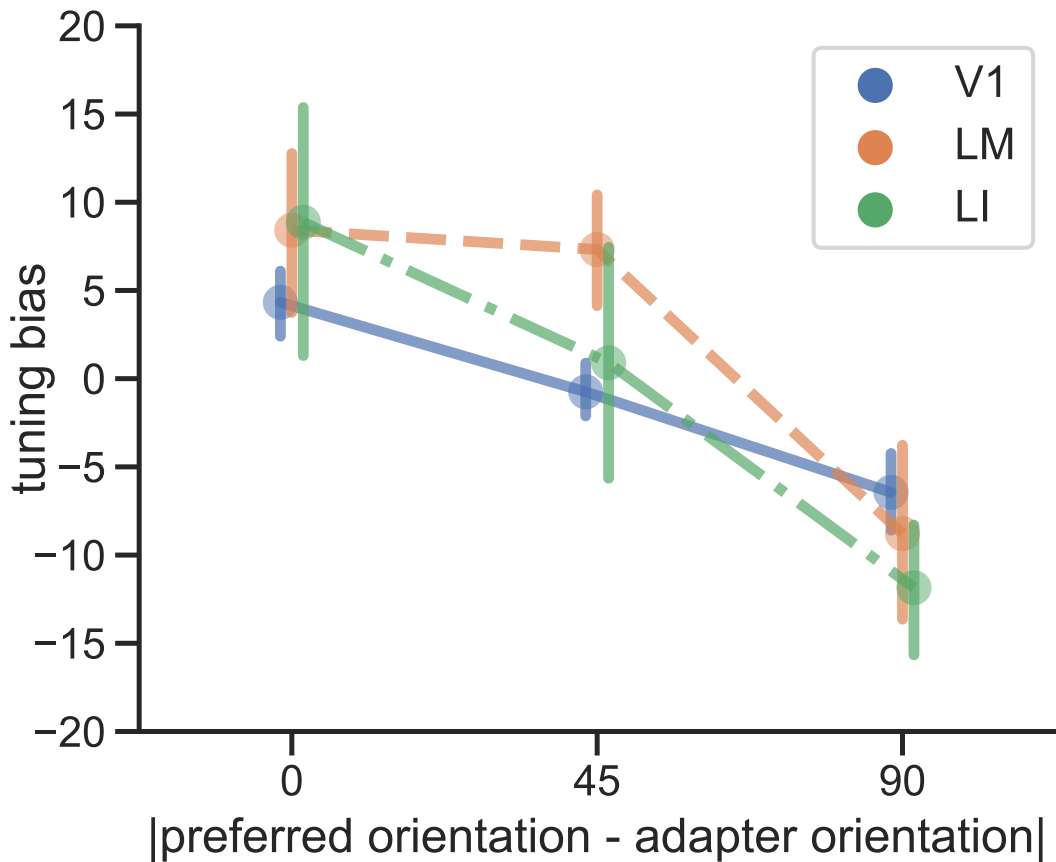 20
15
10
5
0
−5
−10
−15
−20
tuning bias
V1
LM
LI
0 45 90
|preferred orientation - adapter orientation|